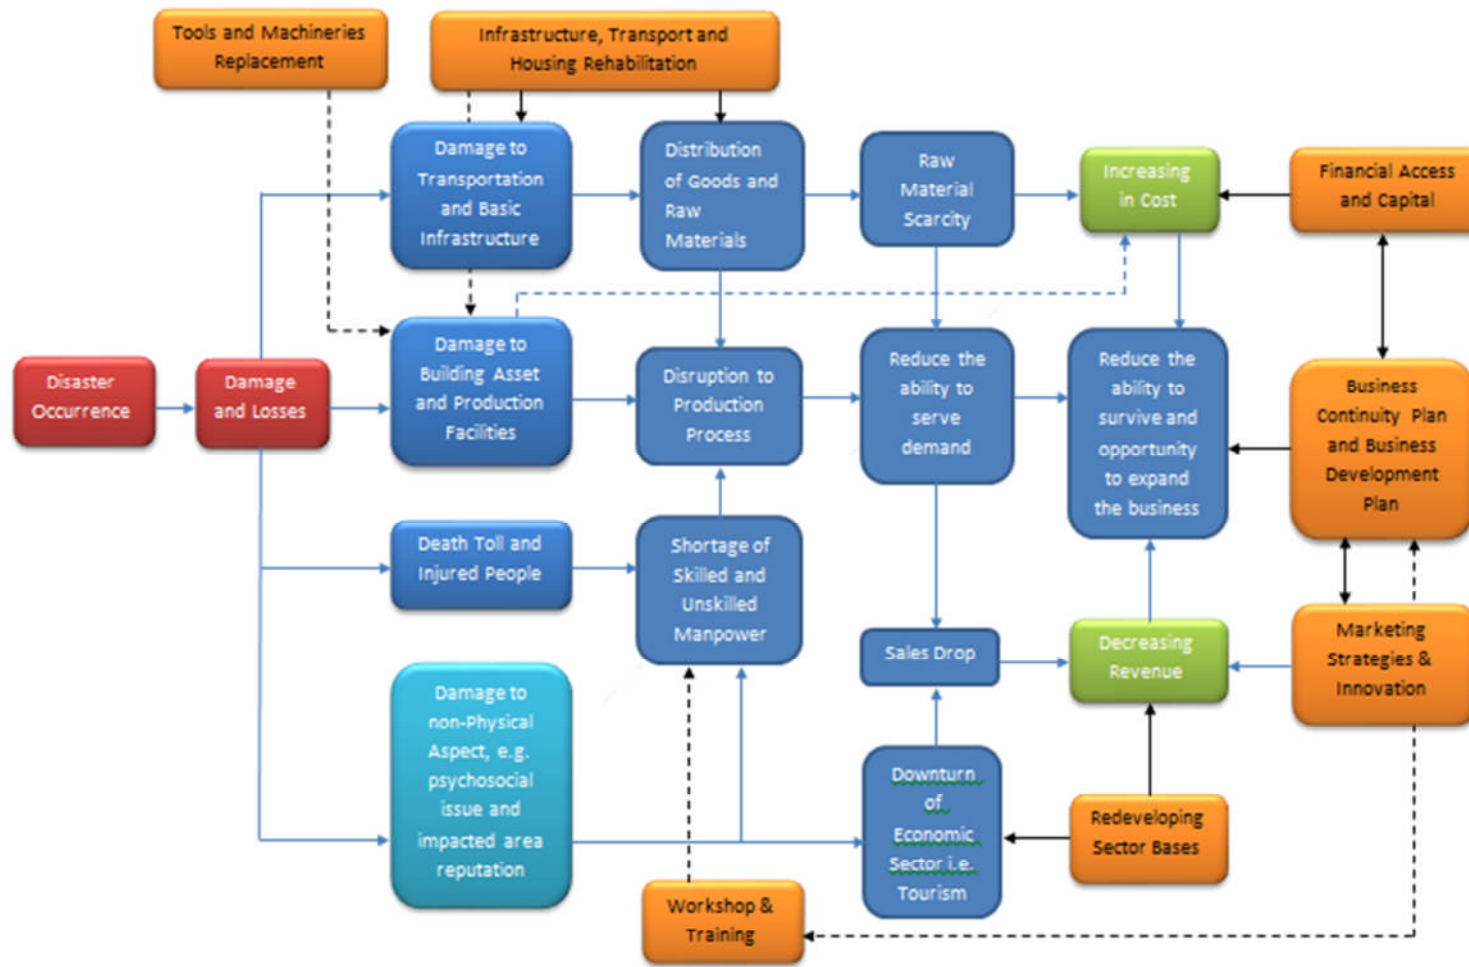 Tools and Machineries
Replacement
Infrastructure, Transport and
Housing Rehabilitation
Damage to
Transportation
and Basic
Infrastructure
Distribution
of Goods and
Raw
Materials
Raw
Material
Scarcity
Increasing
in Cost
Financial Access
and Capital
Disaster
Occurrence
Damage
and Losses
Damage to
Building Asset
and Production
Facilities
Disruption to
Production
Process
Reduce the
ability to
serve
demand
Reduce the
ability to
survive and
opportunity
to expand
the business
Business
Continuity Plan
and Business
Development
Plan
Death Toll and
Injured People
Shortage of
Skilled and
Unskilled
Manpower
Sales Drop
Decreasing
Revenue
Marketing
Strategies &
Innovation
Damage to
non-Physical
Aspect, e.g.
psychosocial
issue and
impacted area
reputation
Downturn
of
Economic
Sector i.e.
Tourism
Redeveloping
Sector Bases
Workshop &
Training